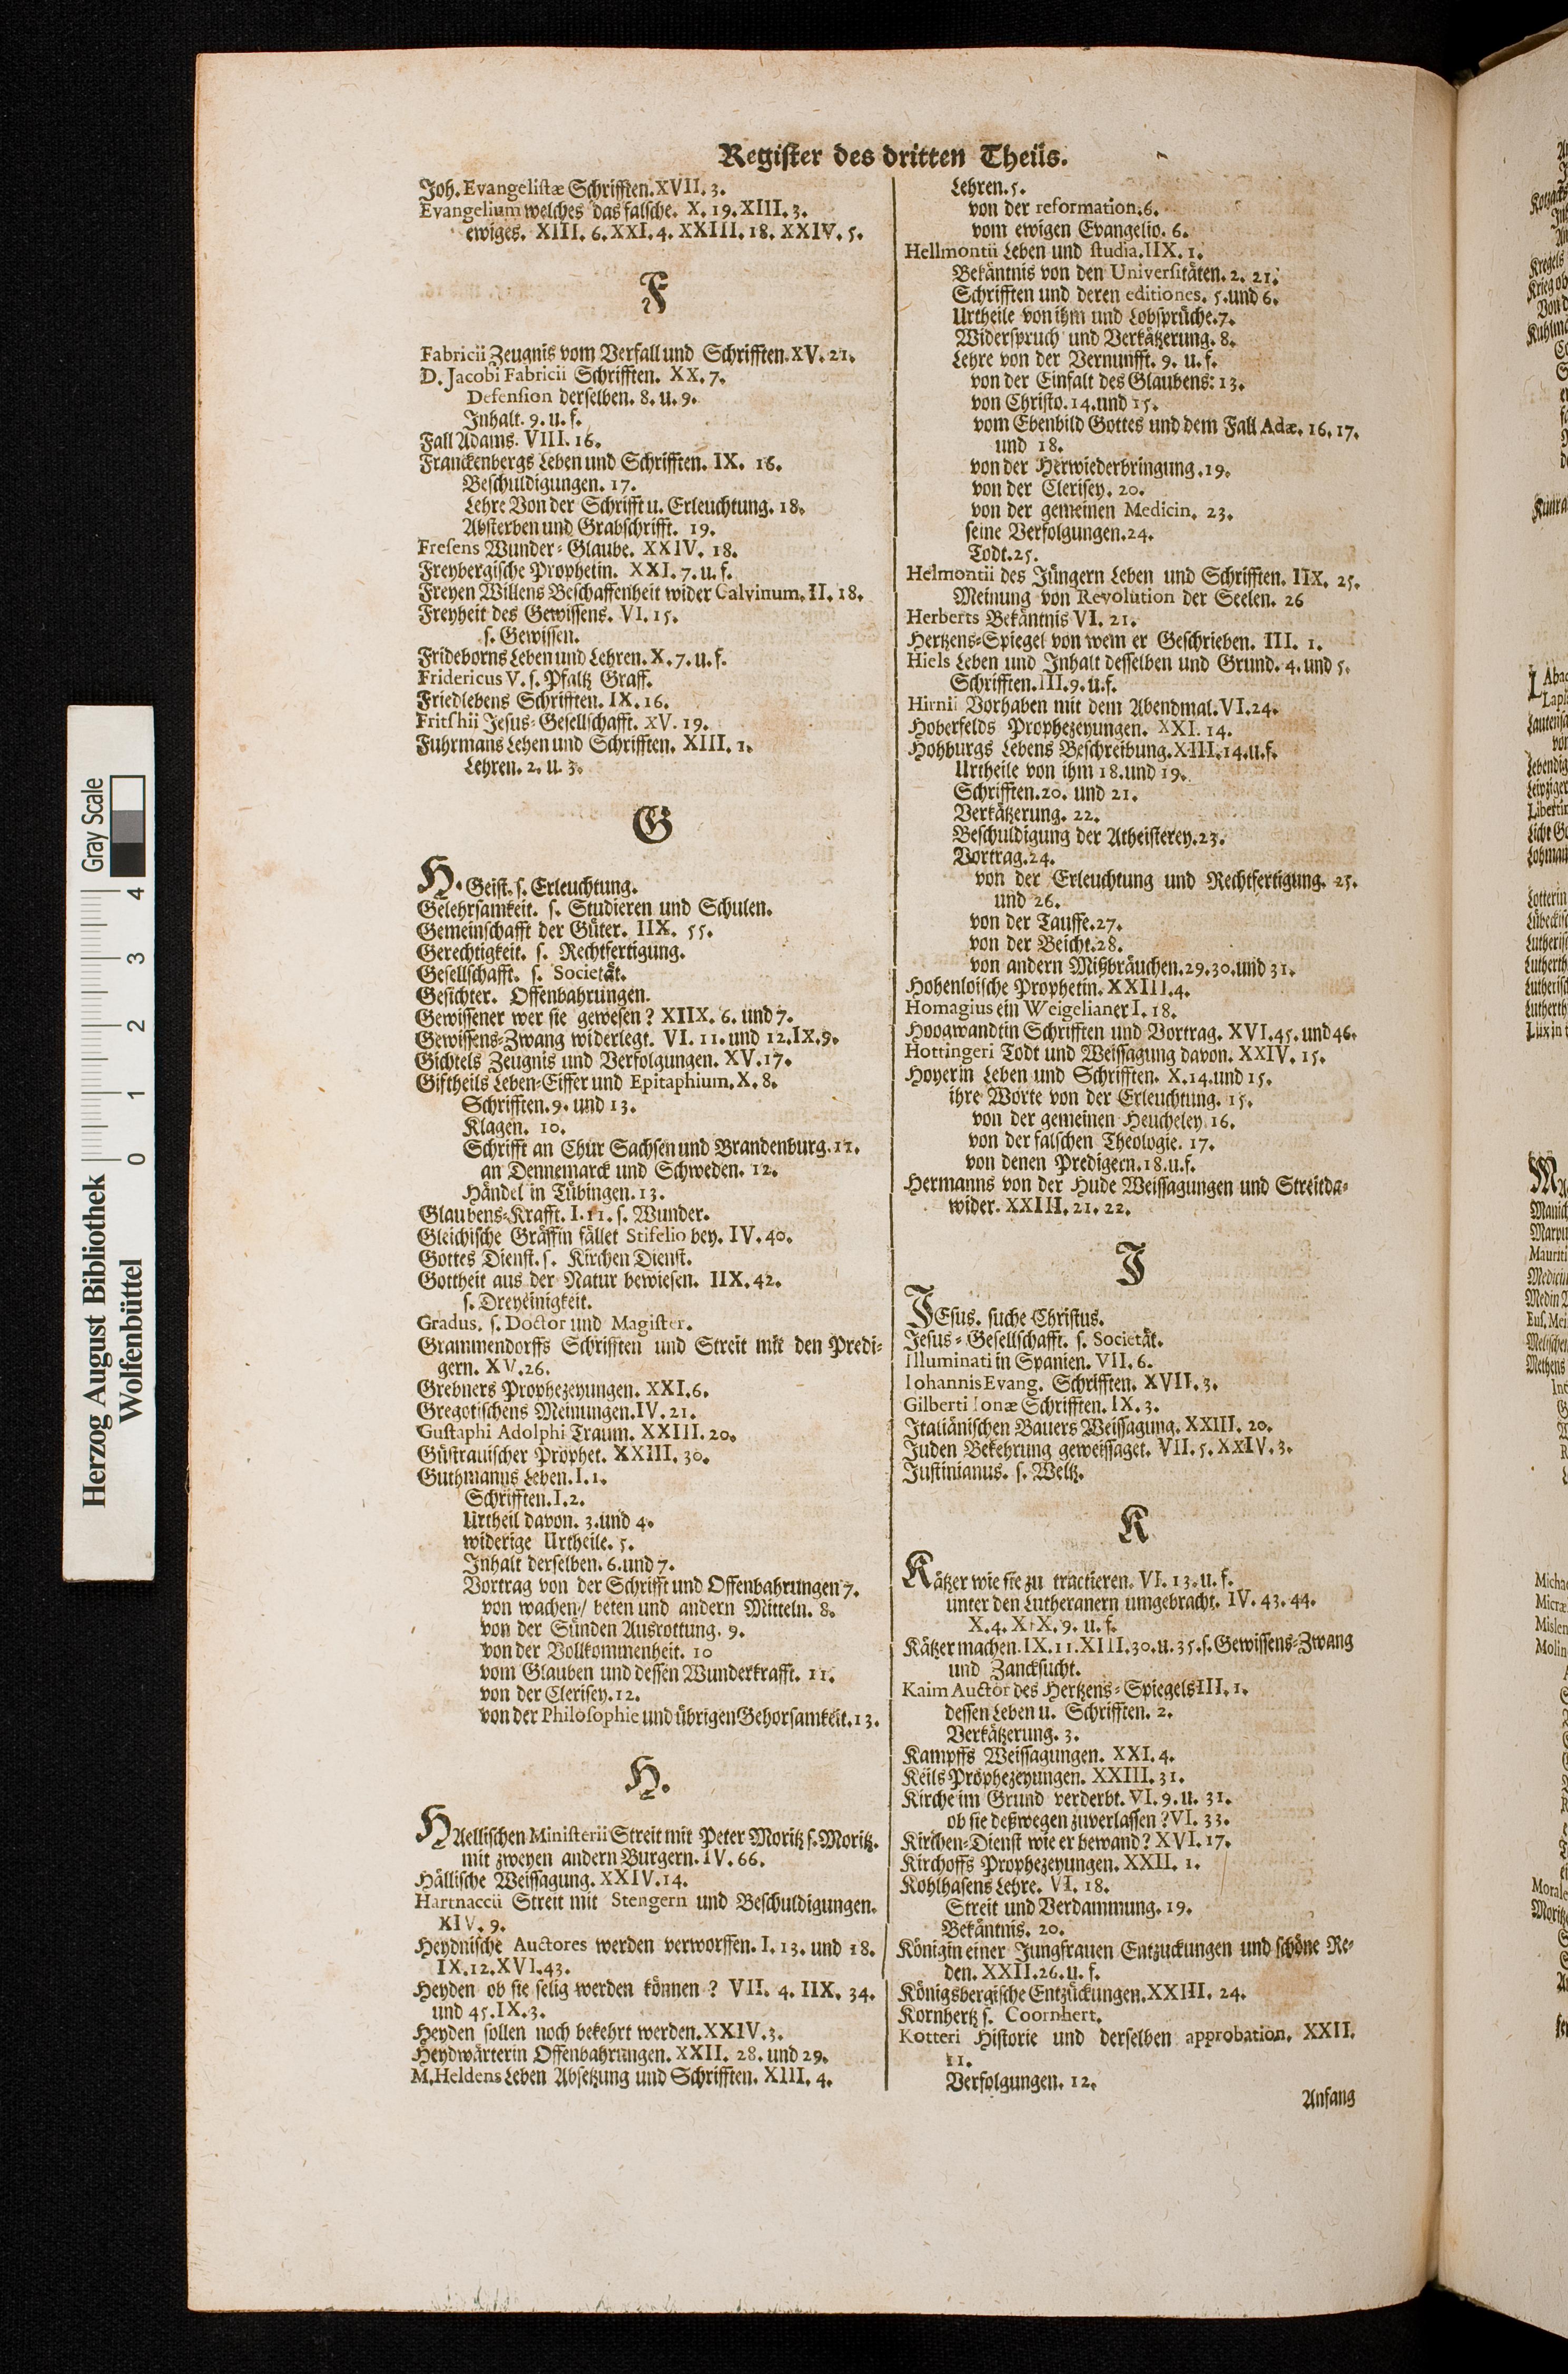 Register des dritten Theils.
Joh. Evangelistæ Schrifften. XVII. 3.
Evangelium welches das falsche. X. 19. XIII. 3.
ewiges. XIII. 6. XXI. 4. XXIII. 18. XXIV. 5.
F
Fabricii Zeugnis vom Verfall und Schrifften. XV. 21.
D. Jacobi Fabricii Schrifften. XX. 7.
Defension derselben. 8. u. 9.
Inhalt. 9. u. f.
Fall Adams. VIII. 16.
Franckenbergs Leben und Schrifften. IX. 16.
Beschuldigungen. 17.
Lehre Von der Schrifft u. Erleuchtung. 18.
Absterben und Grabschrifft. 19.
Fresens Wunder-Glaube. XXIV. 18.
Freybergische Prophetin. XXI. 7. u. f.
Freyen Willens Beschaffenheit wider Calvinum. II. 18.
Freyheit des Gewissens. VI. 15.
s. Gewissen.
Frideborns Leben und Lehren. X. 7. u. f.
Fridericus V. s. Pfaltz Graff.
Friedlebens Schrifften. IX. 16.
Fritshii Jesus-Gesellschafft. XV. 19.
Fuhrmans Leben und Schrifften. XIII. 1.
Lehren. 2. u. 3.
G
H. Geist. s. Erleuchtung.
Gelehrsamkeit. s. Studieren und Schulen.
Gemeinschafft der Güter. IIX. 55.
Gerechtigkeit. s. Rechtfertigung.
Gesellschafft. s. Societät.
Gesichter. Offenbahrungen.
Gewissener wer sie gewesen? XIIX. 6. und 7.
Gewissens-Zwang widerlegt. VI. 11. und 12. IX. 9.
Gichtels Zeugnis und Verfolgungen. XV. 17.
Giftheils Leben-Eiffer und Epitaphium. X. 8.
Schrifften. 9. und 13.
Klagen. 10.
Schrifft an Chur Sachsen und Brandenburg. 11.
an Dennemarck und Schweden. 12.
Händel in Tübingen. 13.
Glaubens-Krafft. I. 11. s. Wunder.
Gleichische Gräffin fället Stifelio bey. IV. 40.
Gottes Dienst. s. Kirchen Dienst.
Gottheit aus der Natur bewiesen. IIX. 42.
s. Dreyeinigkeit.
Gradus. s. Doctor und Magister.
Grammendorffs Schrifften und Streit mit den Predi-
gern. XV. 26.
Grebners Prophezeyungen. XXI. 6.
Gregotischens Meinungen. IV. 21.
Gustaphi Adolphi Traum. XXIII. 20.
Güstrauischer Prophet. XXIII. 30.
Guthmanns Leben. I. 1.
Schrifften. I. 2.
Urtheil davon. 3. und 4.
widerige Urtheile. 5.
Inhalt derselben. 6. und 7.
Vortrag von der Schrifft und Offenbahrungen 7.
von wachen / beten und andern Mitteln. 8.
von der Sünden Ausrottung. 9.
von der Vollkommenheit. 10
vom Glauben und dessen Wunderkrafft. 11.
von der Clerisey. 12.
von der Philosophie und übrigen Gehorsamkeit. 13.
H.
HAellischen Ministerii Streit mit Peter Moritz s. Moritz.
mit zweyen andern Burgern. IV. 66.
Hällische Weissagung. XXIV. 14.
Hartnaccii Streit mit Stengern und Beschuldigungen.
XIV. 9.
Heydnische Auctores werden verworffen. I. 13. und 18.
IX. 12. XVI. 43.
Heyden ob sie selig werden können? VII. 4. IIX. 34.
und 45. IX. 3.
Heyden sollen noch bekehrt werden. XXIV. 3.
Heydwärterin Offenbahrungen. XXII. 28. und 29.
M. Heldens Leben Absetzung und Schrifften. XIII. 4.
Lehren. 5.
von der reformation. 6.
vom ewigen Evangelio. 6.
Hellmontii Leben und studia. IIX. 1.
Bekäntnis von den Universitäten. 2. 21.
Schrifften und deren editiones. 5. und 6.
Urtheile von ihm und Lobsprüche. 7.
Widerspruch und Verkätzerung. 8.
Lehre von der Vernunfft. 9. u. f.
von der Einfalt des Glaubens: 13.
von Christo. 14. und 15.
vom Ebenbild Gottes und dem Fall Adæ. 16. 17.
und 18.
von der Herwiederbringung. 19.
von der Clerisey. 20.
von der gemeinen Medicin. 23.
seine Verfolgungen. 24.
Todt. 25.
Helmontii des Jüngern Leben und Schrifften. IIX. 25.
Meinung von Revolution der Seelen. 26
Herberts Bekäntnis VI. 21.
Hertzens-Spiegel von wem er Geschrieben. III. 1.
Hiels Leben und Inhalt desselben und Grund. 4. und 5.
Schrifften. III. 9. u. f.
Hirnii Vorhaben mit dem Abendmal. VI. 24.
Hoberfelds Prophezeyungen. XXI. 14.
Hohburgs Lebens Beschreibung. XIII. 14. u. f.
Urtheile von ihm 18. und 19.
Schrifften. 20. und 21.
Verkätzerung. 22.
Beschuldigung der Atheisterey. 23.
Vortrag. 24.
von der Erleuchtung und Rechtfertigung. 25.
und 26.
von der Tauffe. 27.
von der Beicht. 28.
von andern Mißbräuchen. 29. 30. und 31.
Hohenloische Prophetin. XXIII. 4.
Homagius ein Weigelianer I. 18.
Hoogwandtin Schrifften und Vortrag. XVI. 45. und 46.
Hottingeri Todt und Weissagung davon. XXIV. 15.
Hoyerin Leben und Schrifften. X. 14. und 15.
ihre Worte von der Erleuchtung. 15.
von der gemeinen Heucheley 16.
von der falschen Theologie. 17.
von denen Predigern. 18. u. f.
Hermanns von der Hude Weissagungen und Streit da-
wider. XXIII. 21. 22.
J
JEsus. suche Christus.
Jesus-Gesellschafft. s. Societät.
Illuminati in Spanien. VII. 6.
Iohannis Evang. Schrifften. XVII. 3.
Gilberti Ionæ Schrifften. IX. 3.
Italiänischen Bauers Weissagung. XXIII. 20.
Juden Bekehrung geweissaget. VII. 5. XXIV. 3.
Justinianus. s. Weltz.
K
Kätzer wie sie zu tractieren. VI. 13. u. f.
unter den Lutheranern umgebracht. IV. 43. 44.
X. 4. XIX. 9. u. f.
Kätzer machen. IX. 11. XIII. 30. u. 35. s. Gewissens-Zwang
und Zancksucht.
Kaim Auctor des Hertzens-Spiegels III. 1.
dessen Leben u. Schrifften. 2.
Verkätzerung. 3.
Kampffs Weissagungen. XXI. 4.
Keils Prophezeyungen. XXIII. 31.
Kirche im Grund verderbt. VI. 9. u. 31.
ob sie deßwegen zuverlassen? VI. 33.
Kirchen-Dienst wie er bewand? XVI. 17.
Kirchoffs Prophezeyungen. XXII. 1.
Kohlhasens Lehre. VI. 18.
Streit und Verdammung. 19.
Bekäntnis. 20.
Königin einer Jungfrauen Entzuckungen und schöne Re-
den. XXII. 26. u. f.
Königsbergische Entzückungen. XXIII. 24.
Kornhertz s. Coornhert.
Kotteri Historie und derselben approbation. XXII.
11.
Verfolgungen. 12.
Anfang
Herzog August Bibliothek
Wolfenbüttel
Gray Scale
0 1 2 3 4